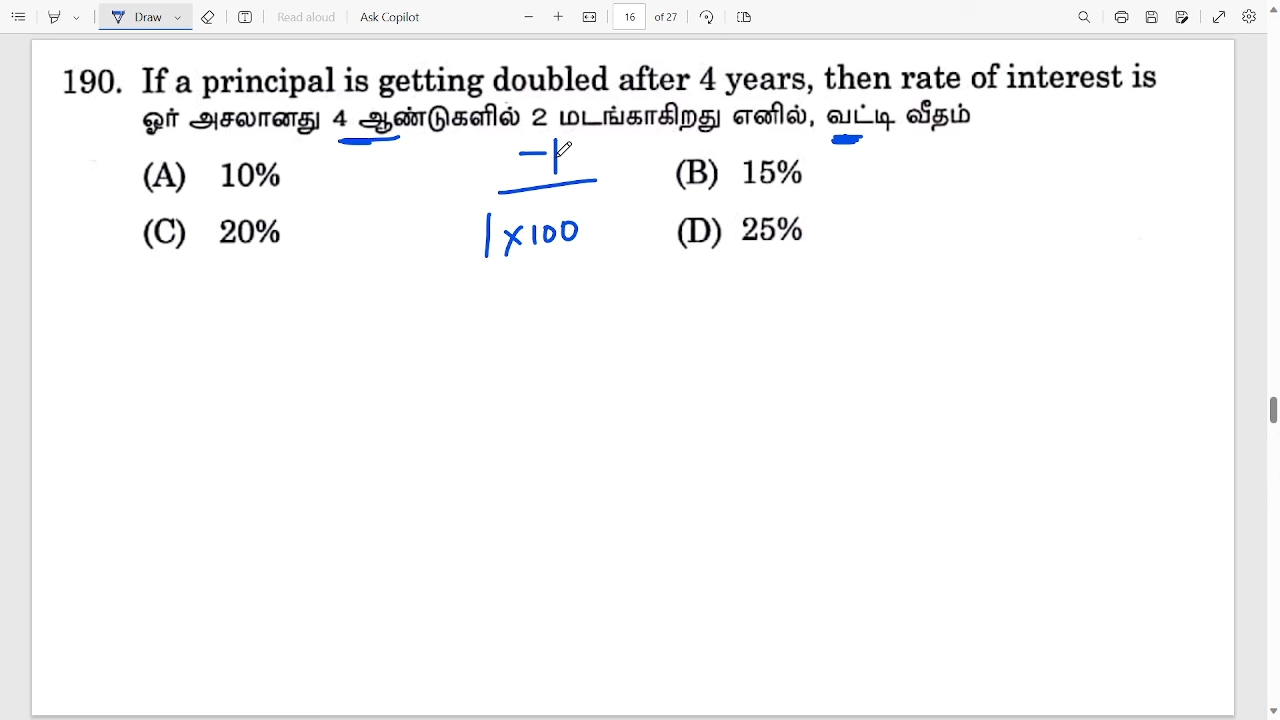 Draw
Read aloud
Ask Copilot
16 of 27
190. If a principal is getting doubled after 4 years, then rate of interest is
ஓர் அசலானது 4 ஆண்டுகளில் 2 மடங்காகிறது எனில், வட்டி வீதம்
(A) 10% (B) 15%
(C) 20% (D) 25%
-1
1 x 100